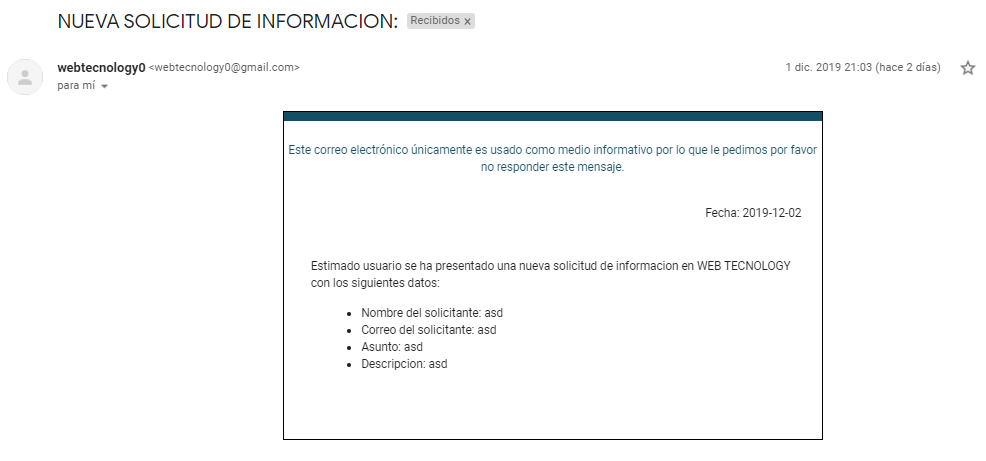 NUEVA SOLICITUD DE INFORMACION: Recibidos x
webtecnology0 <webtecnology0@gmail.com> 1 dic. 2019 21:03 (hace 2 días)
para mí
Este correo electrónico únicamente es usado como medio informativo por lo que le pedimos por favor
no responder este mensaje.
Fecha: 2019-12-02
Estimado usuario se ha presentado una nueva solicitud de informacion en WEB TECNOLOGY
con los siguientes datos:
• Nombre del solicitante: asd
• Correo del solicitante: asd
• Asunto: asd
• Descripcion: asd